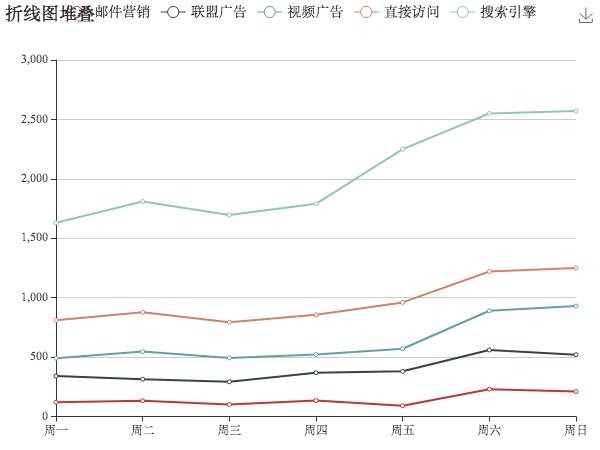 折线图堆叠
邮件营销 联盟广告 视频广告 直接访问 搜索引擎
3,000
2,500
2,000
1,500
1,000
500
0
周一 周二 周三 周四 周五 周六 周日